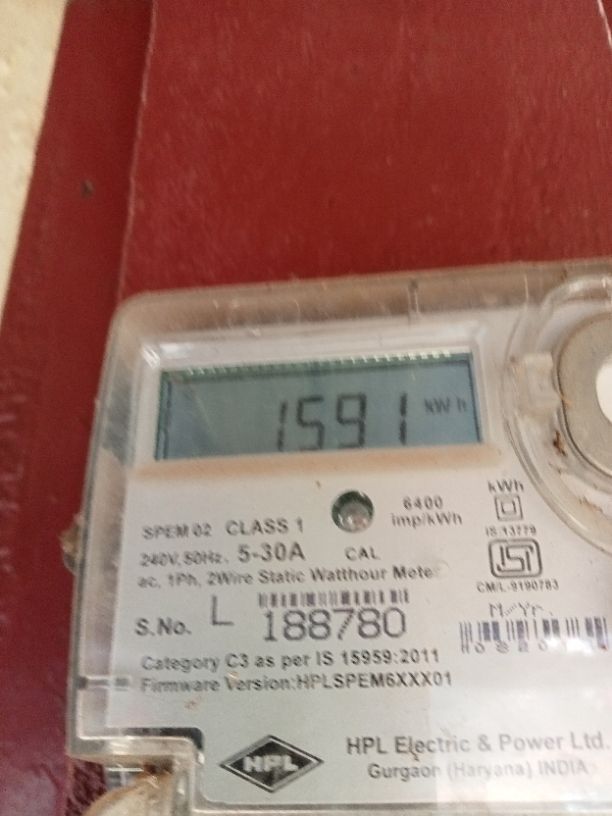 1591 kWh
6400
imp/kWh
kWh
SPEM 02 CLASS 1
IS 13779
240V, 50Hz. 5-30A CAL
ac, 1Ph, 2Wire Static Watthour Meter
CM/L-9190783
S.No. L 188780
M/Yr.
Category C3 as per IS 15959:2011
Firmware Version:HPLSPEM6XXX01
HPL
HPL Electric & Power Ltd.
Gurgaon (Haryana) INDIA